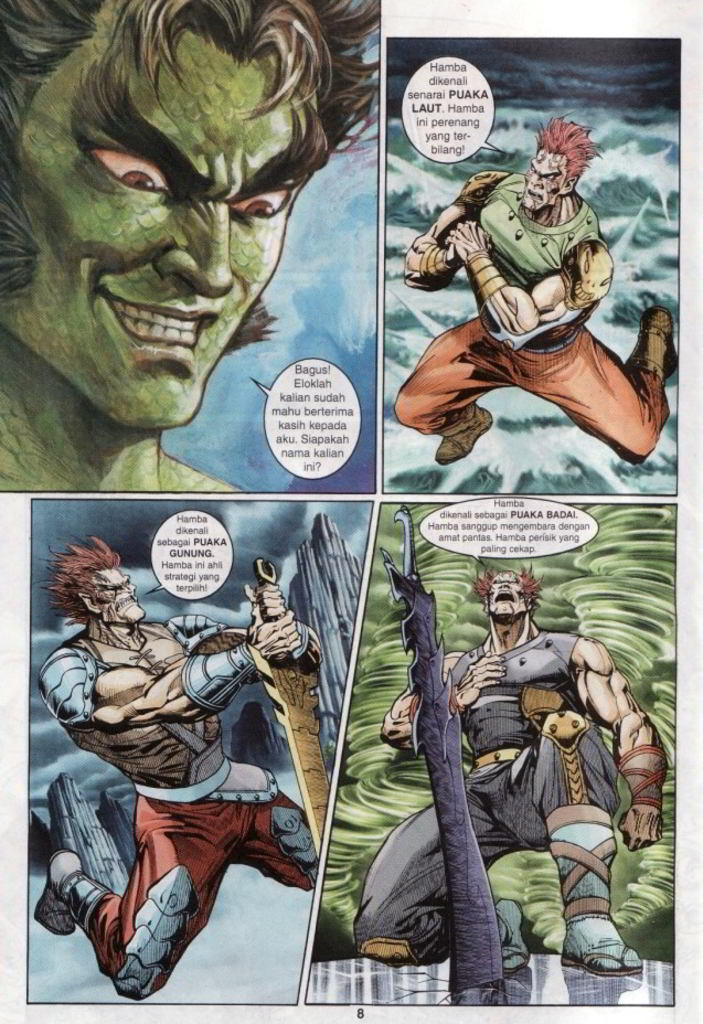 Bagus!
Eloklah
kalian sudah
mahu berterima
kasih kepada
aku. Siapakah
nama kalian
ini?
Hamba
dikenali
senarai PUAKA
LAUT. Hamba
ini perenang
yang ter-
bilang!
Hamba
dikenali
sebagai PUAKA
GUNUNG.
Hamba ini ahli
strategi yang
terpilih!
Hamba
dikenali sebagai PUAKA BADAI.
Hamba sanggup mengembara dengan
amat pantas. Hamba perisik yang
paling cekap.
8